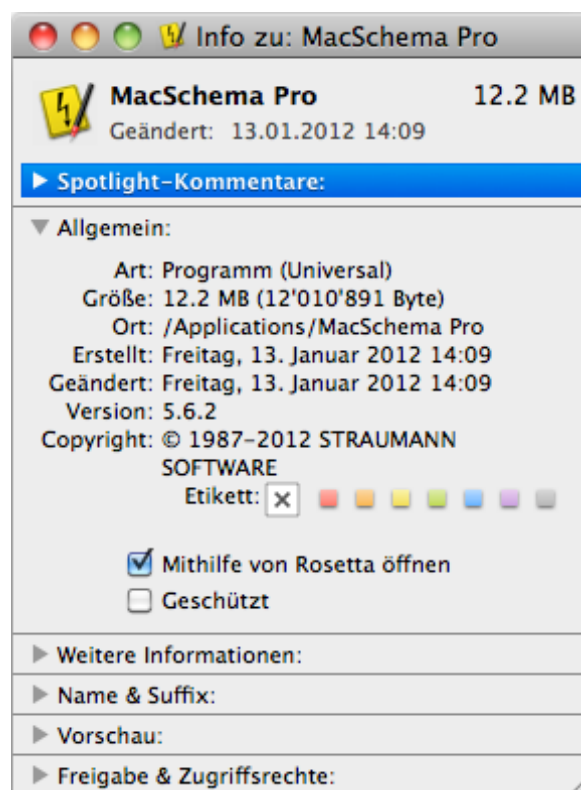 Info zu: MacSchema Pro
MacSchema Pro 12.2 MB
Geändert: 13.01.2012 14:09
Spotlight-Kommentare:
Allgemein:
Art: Programm (Universal)
Größe: 12.2 MB (12'010'891 Byte)
Ort: /Applications/MacSchema Pro
Erstellt: Freitag, 13. Januar 2012 14:09
Geändert: Freitag, 13. Januar 2012 14:09
Version: 5.6.2
Copyright: © 1987–2012 STRAUMANN
SOFTWARE
Etikett:
Mithilfe von Rosetta öffnen
Geschützt
Weitere Informationen:
Name & Suffix:
Vorschau:
Freigabe & Zugriffsrechte: